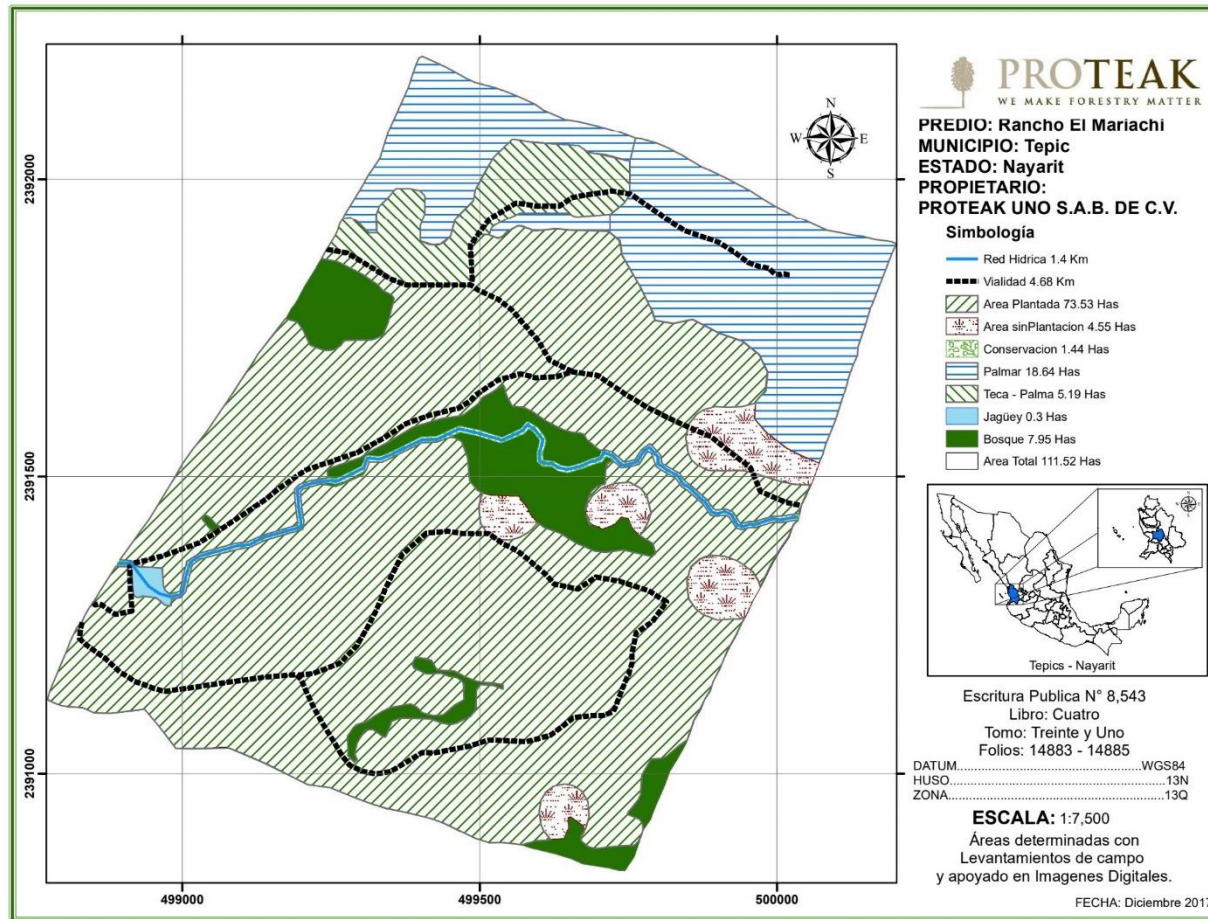 PROTEAK
WE MAKE FORESTRY MATTER
PREDIO: Rancho El Mariachi
MUNICIPIO: Tepic
ESTADO: Nayarit
PROPIETARIO:
PROTEAK UNO S.A.B. DE C.V.
Simbología
Red Hidrica 1.4 Km
Vialidad 4.68 Km
Area Plantada 73.53 Has
Area sinPlantacion 4.55 Has
Conservacion 1.44 Has
Palmar 18.64 Has
Teca - Palma 5.19 Has
Jagüey 0.3 Has
Bosque 7.95 Has
Area Total 111.52 Has
Tepics - Nayarit
Escritura Publica N° 8,543
Libro: Cuatro
Tomo: Treinte y Uno
Folios: 14883 - 14885
DATUM WGS84
HUSO 13N
ZONA 13Q
ESCALA: 1:7,500
Áreas determinadas con
Levantamientos de campo
y apoyado en Imagenes Digitales.
FECHA: Diciembre 2017
N
W E
S
2392000
2391500
2391000
499000 499500 500000